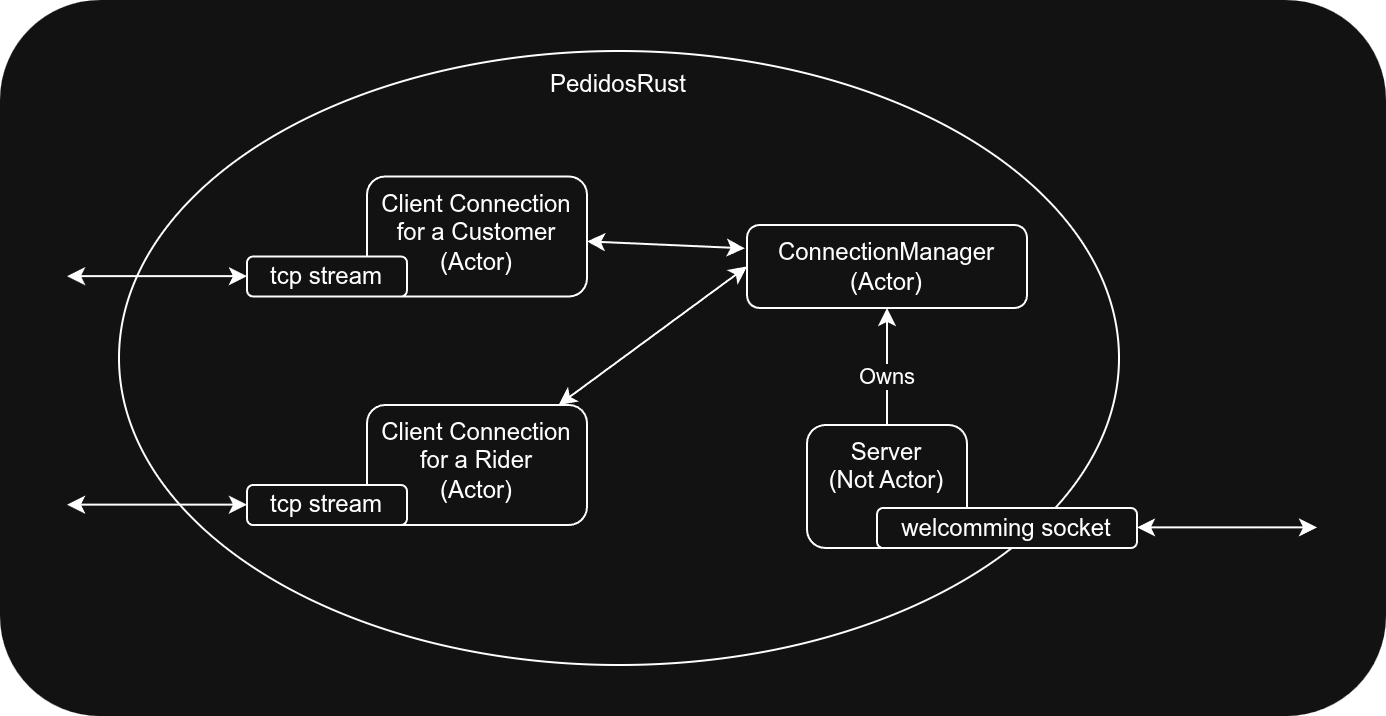 PedidosRust
Client Connection
for a Customer
(Actor)
tcp stream
ConnectionManager
(Actor)
Owns
Client Connection
for a Rider
(Actor)
tcp stream
Server
(Not Actor)
welcomming socket